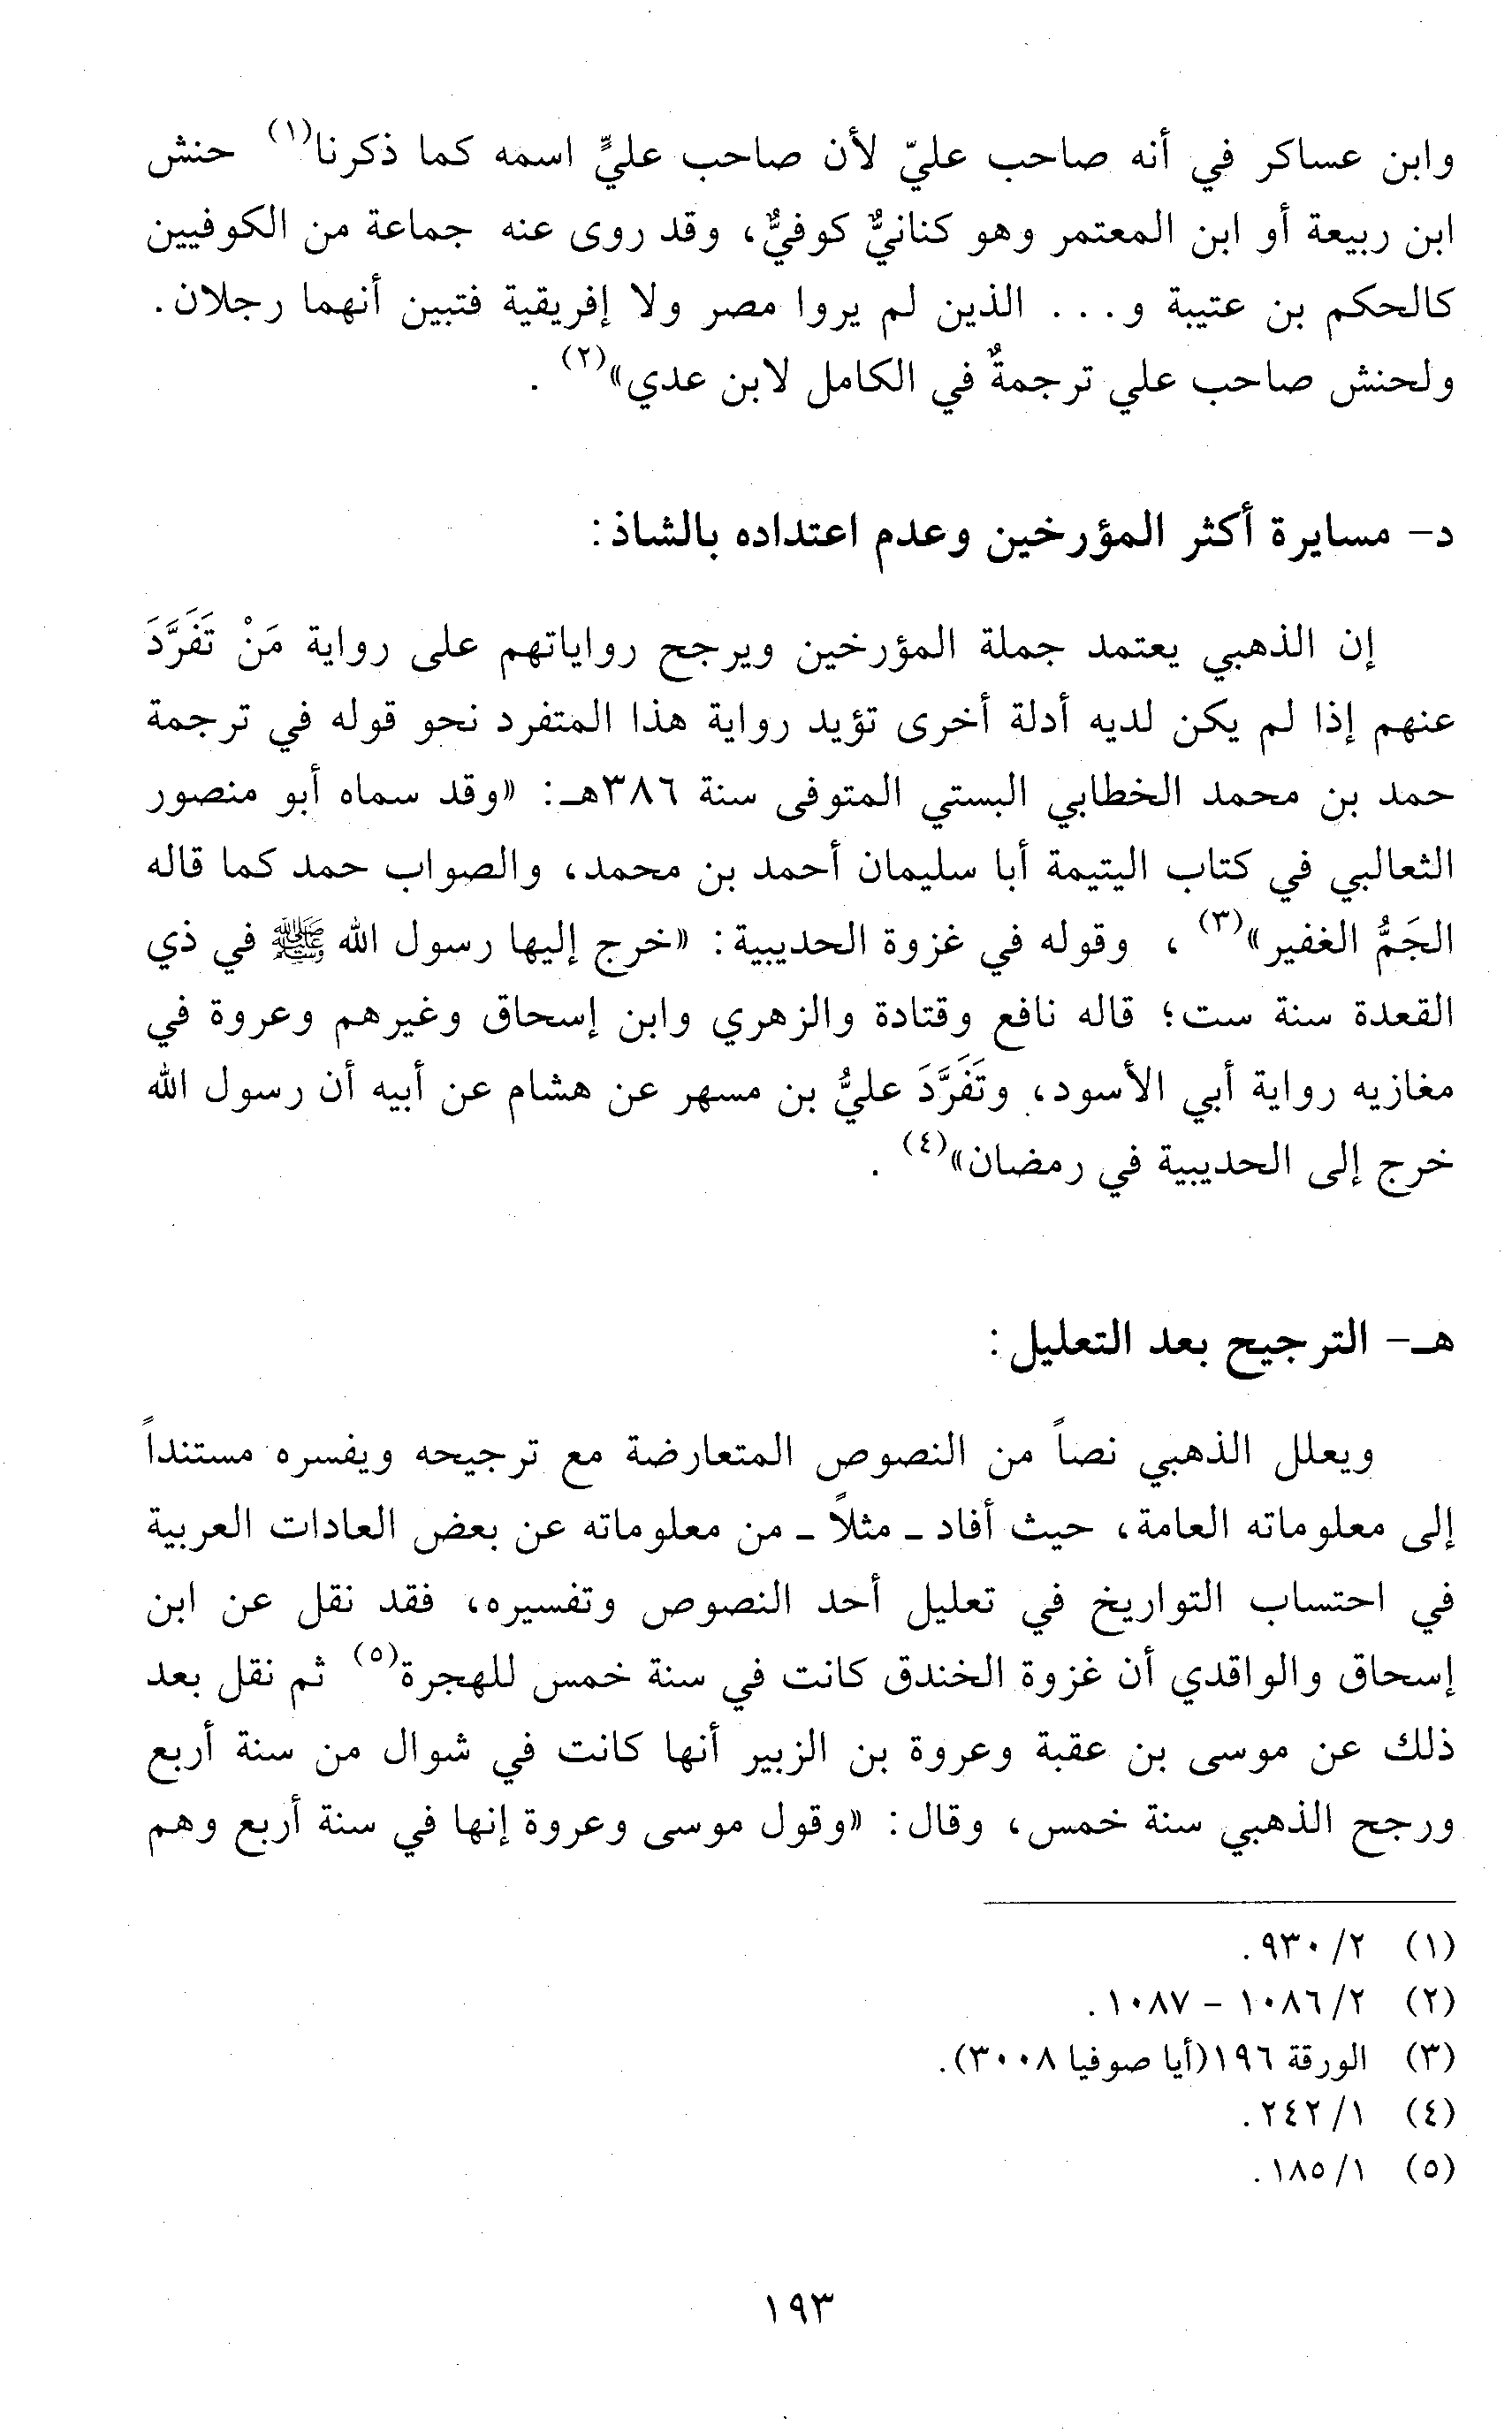 وابن عساكر في أنه صاحب عليّ لأن صاحب عليٍّ اسمه كما ذكرنا(١) حنش
ابن ربيعة أو ابن المعتمر وهو كنانيٌّ كوفيٌّ، وقد روى عنه جماعة من الكوفيين
كالحكم بن عتيبة و... الذين لم يروا مصر ولا إفريقية فتبين أنهما رجلان.
ولحنش صاحب علي ترجمةٌ في الكامل لابن عدي»(٢) .
د- مسايرة أكثر المؤرخين وعدم اعتداده بالشاذ:
إن الذهبي يعتمد جملة المؤرخين ويرجح رواياتهم على رواية مَنْ تَفَرَّدَ
عنهم إذا لم يكن لديه أدلة أخرى تؤيد رواية هذا المتفرد نحو قوله في ترجمة
حمد بن محمد الخطابي البستي المتوفى سنة ٣٨٦هـ: «وقد سماه أبو منصور
الثعالبي في كتاب اليتيمة أبا سليمان أحمد بن محمد، والصواب حمد كما قاله
الجَمُّ الغفير»(٣) ، وقوله في غزوة الحديبية: «خرج إليها رسول الله ﷺ في ذي
القعدة سنة ست؛ قاله نافع وقتادة والزهري وابن إسحاق وغيرهم وعروة في
مغازيه رواية أبي الأسود، وتَفَرَّدَ عليُّ بن مسهر عن هشام عن أبيه أن رسول الله
خرج إلى الحديبية في رمضان»(٤) .
هـ- الترجيح بعد التعليل:
ويعلل الذهبي نصاً من النصوص المتعارضة مع ترجيحه ويفسره مستنداً
إلى معلوماته العامة، حيث أفاد ـ مثلاً ـ من معلوماته عن بعض العادات العربية
في احتساب التواريخ في تعليل أحد النصوص وتفسيره، فقد نقل عن ابن
إسحاق والواقدي أن غزوة الخندق كانت في سنة خمس للهجرة(٥) ثم نقل بعد
ذلك عن موسى بن عقبة وعروة بن الزبير أنها كانت في شوال من سنة أربع
ورجح الذهبي سنة خمس، وقال: «وقول موسى وعروة إنها في سنة أربع وهم
(١) ٢/ ٩٣٠.
(٢) ٢/ ١٠٨٦ - ١٠٨٧.
(٣) الورقة ١٩٦(أيا صوفيا ٣٠٠٨).
(٤) ١/ ٢٤٢.
(٥) ١/ ١٨٥.
١٩٣